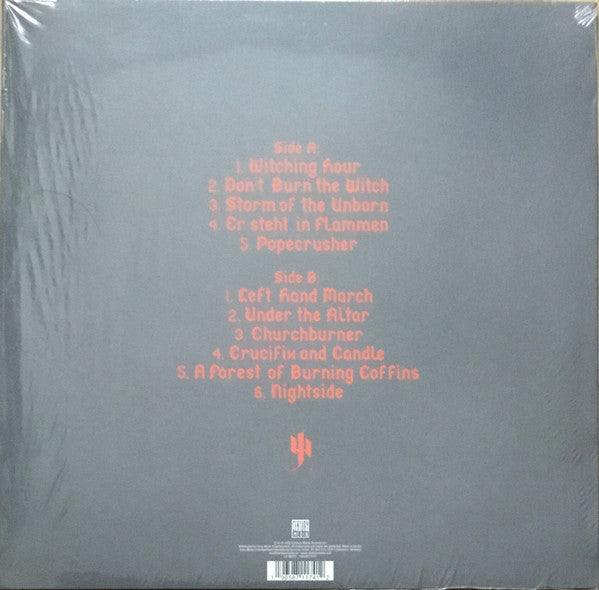 Side A:
1. Witching Hour
2. Don't Burn the Witch
3. Storm of the Unborn
4. Er steht in Flammen
5. Popecrusher
Side B:
1. Left Hand March
2. Under the Altar
3. Churchburner
4. Crucifix and Candle
5. A Forest of Burning Coffins
6. Nightside